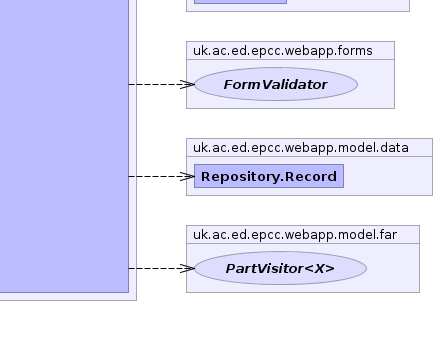 uk.ac.ed.epcc.webapp.forms
FormValidator
uk.ac.ed.epcc.webapp.model.data
Repository.Record
uk.ac.ed.epcc.webapp.model.far
PartVisitor<X>